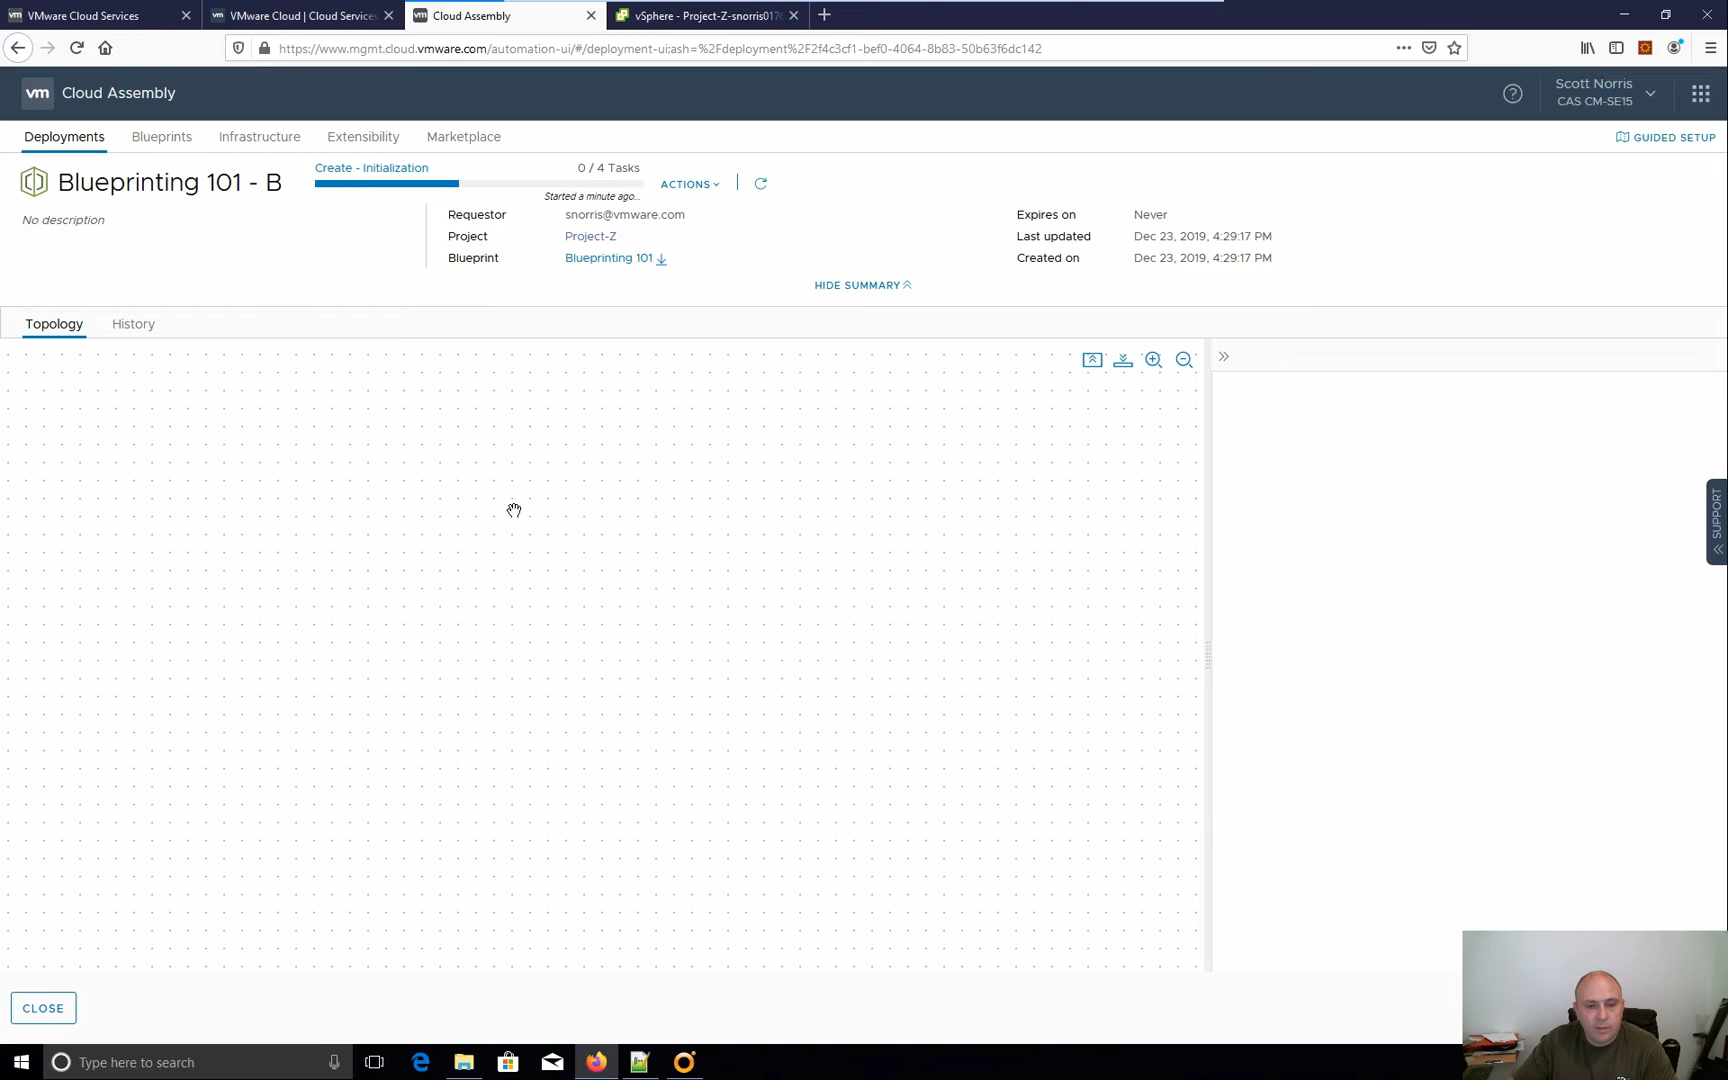 VMware Cloud Services
VMware Cloud | Cloud Services
Cloud Assembly
vSphere - Project-Z-snorris017
https://www.mgmt.cloud.vmware.com/automation-ui/#/deployment-ui;ash=%2Fdeployment%2F2f4c3cf1-bef0-4064-8b83-50b63f6dc142
vm Cloud Assembly
Scott Norris
CAS CM-SE15
Deployments Blueprints Infrastructure Extensibility Marketplace
GUIDED SETUP
Blueprinting 101 - B
Create - Initialization 0 / 4 Tasks
ACTIONS
Started a minute ago...
No description
Requestor snorris@vmware.com
Project Project-Z
Blueprint Blueprinting 101
Expires on Never
Last updated Dec 23, 2019, 4:29:17 PM
Created on Dec 23, 2019, 4:29:17 PM
HIDE SUMMARY
Topology History
SUPPORT
CLOSE
Type here to search